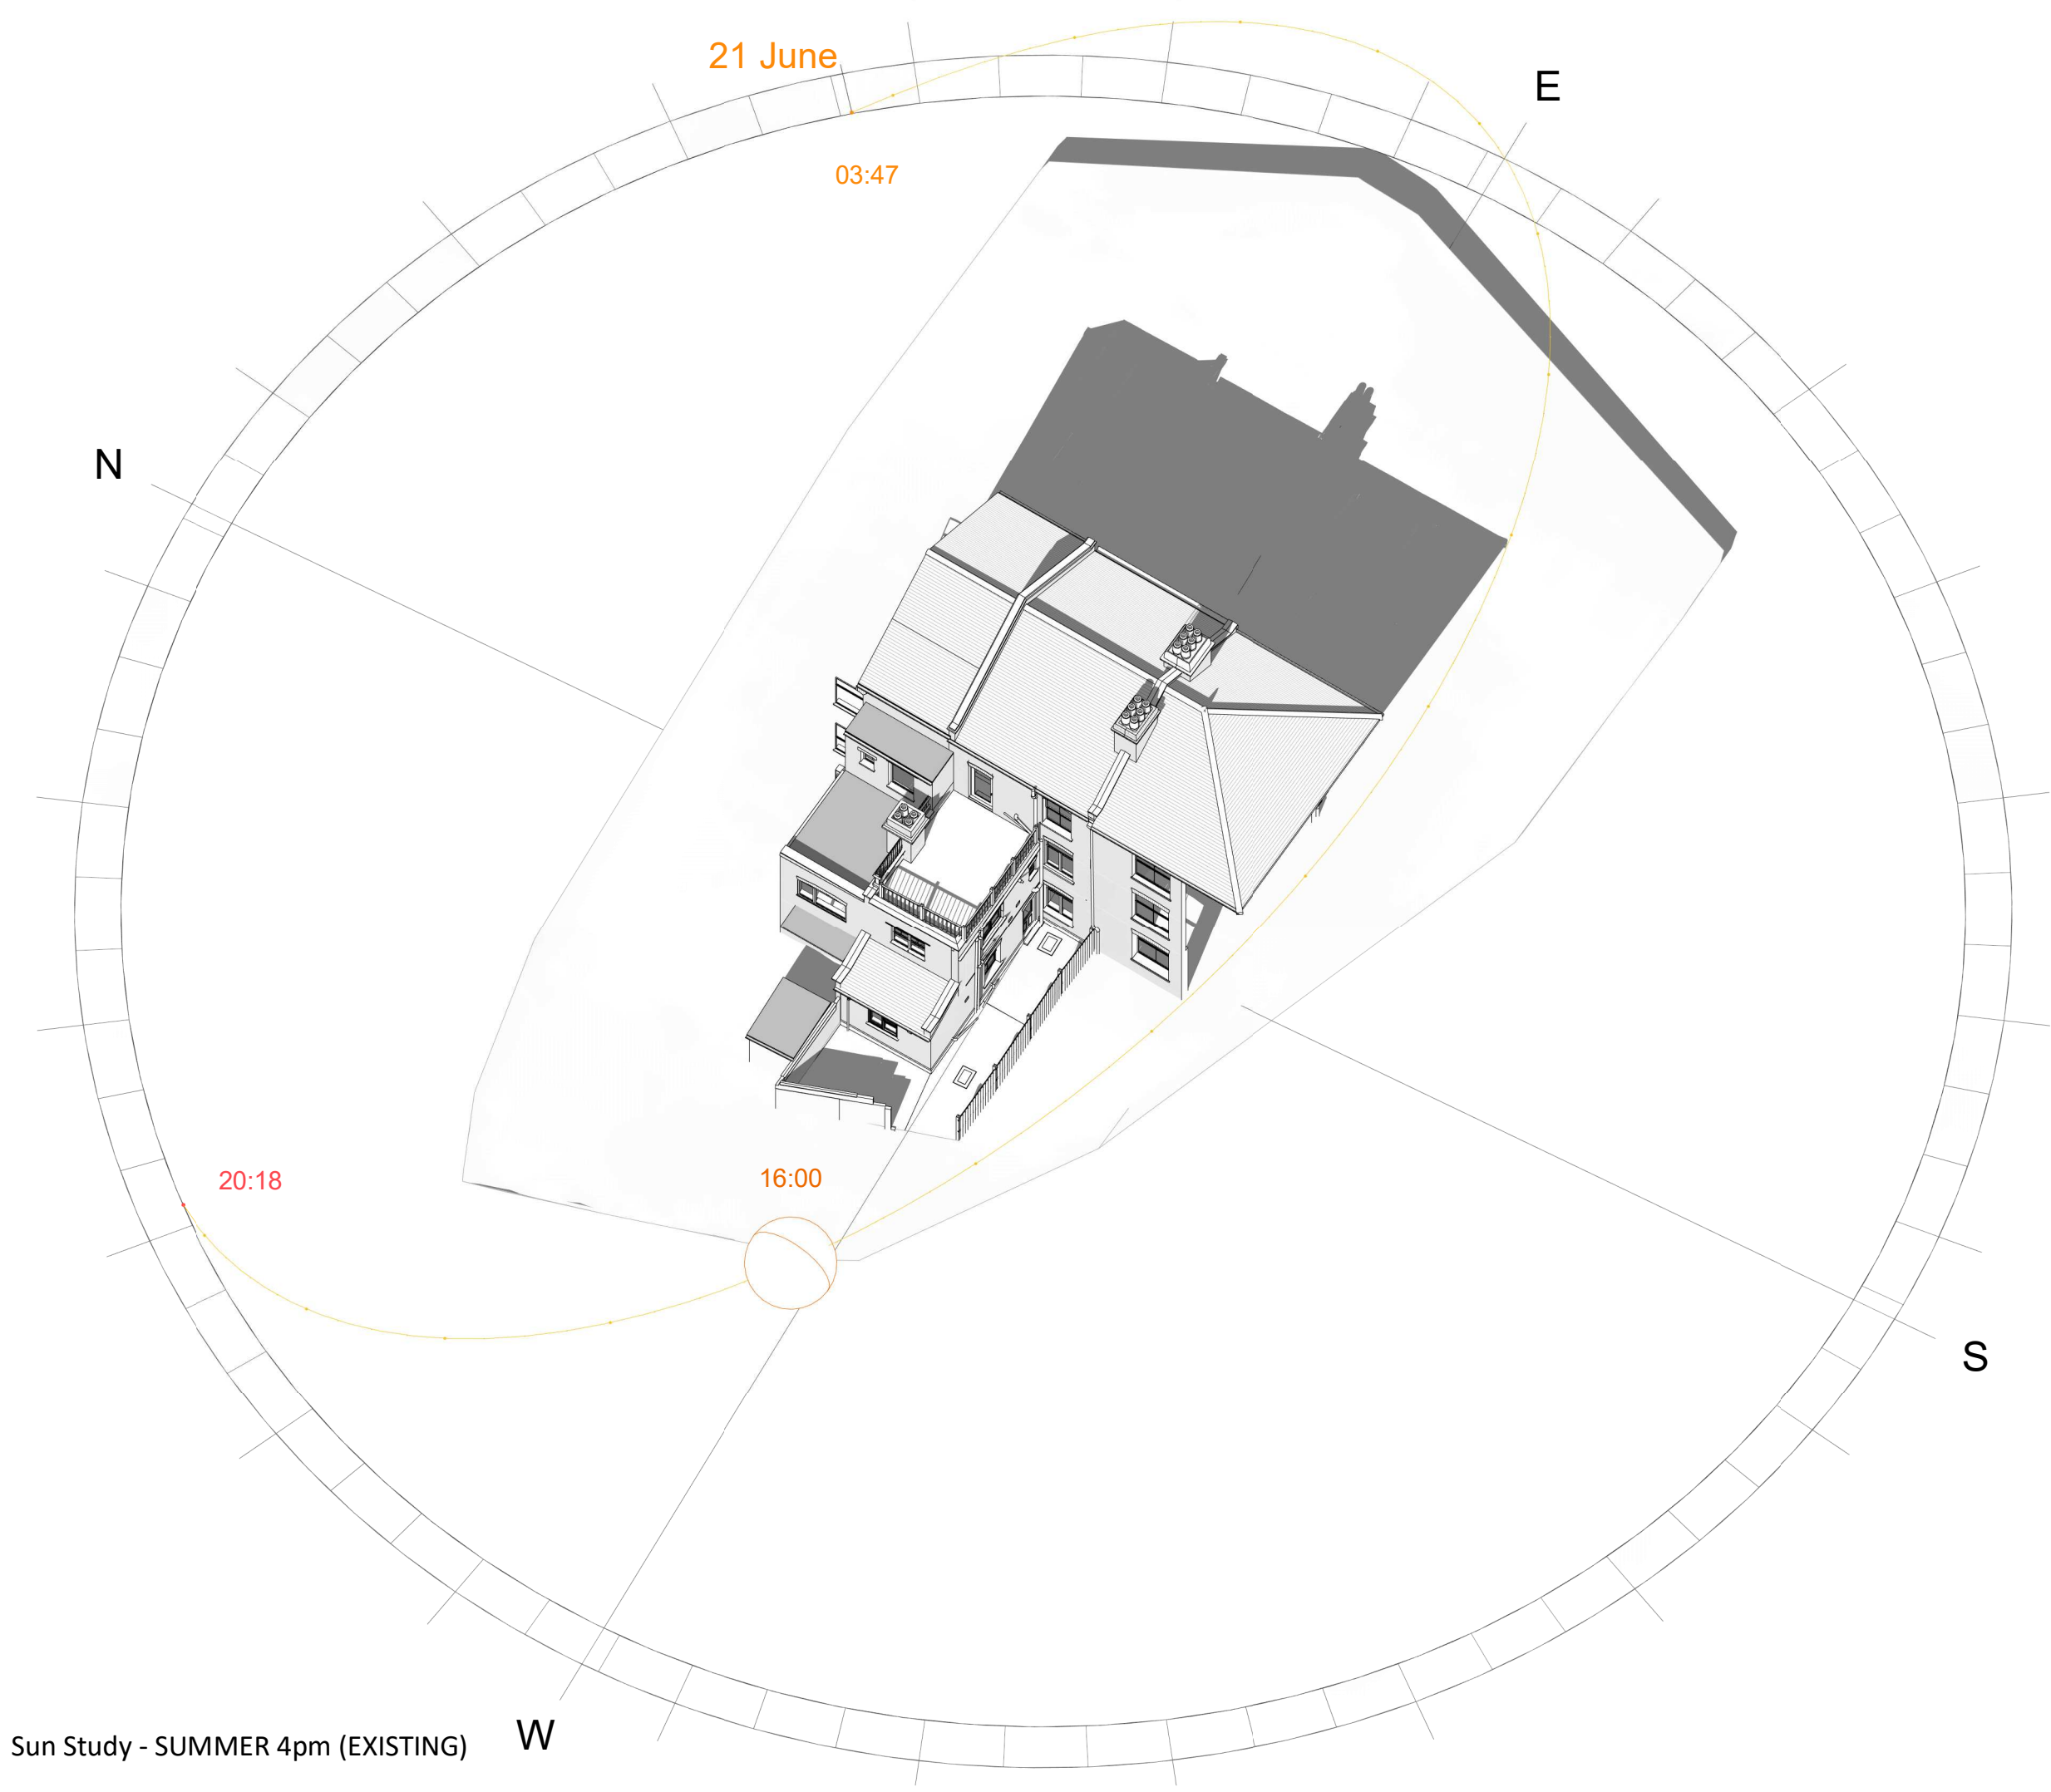 21 June
E
03:47
N
20:18
16:00
S
W
Sun Study - SUMMER 4pm (EXISTING)